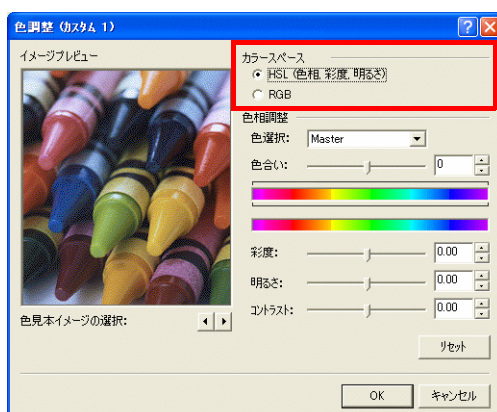 色調整 (カスタム 1)
イメージプレビュー
カラースペース
HSL (色相, 彩度, 明るさ)
RGB
色相調整
色選択: Master
色合い: 0
彩度: 0.00
明るさ: 0.00
コントラスト: 0.00
色見本イメージの選択:
リセット
OK キャンセル